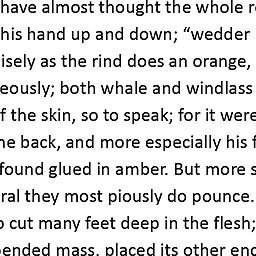 have almost thought the whole
his hand up and down; “wedder
isely as the rind does an orange,
eously; both whale and windlass
f the skin, so to speak; for it were
he back, and more especially his
found glued in amber. But more
ral they most piously do pounce.
cut many feet deep in the flesh;
pended mass, placed its other end